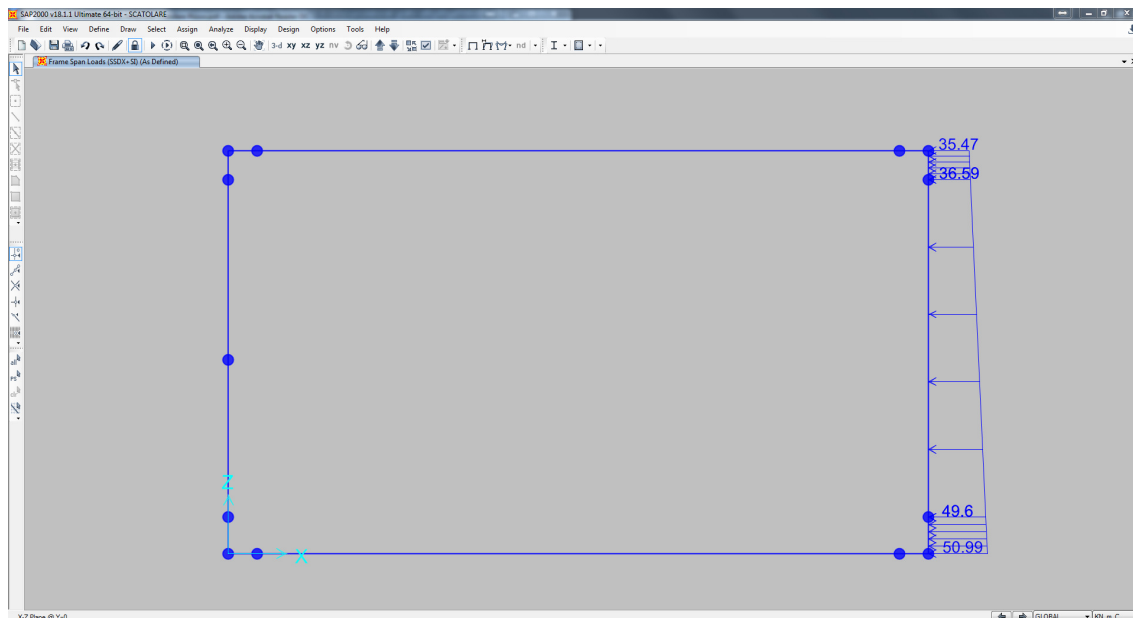 SAP2000 v18.1.1 Ultimate 64-bit - SCATOLARE
File Edit View Define Draw Select Assign Analyze Display Design Options Tools Help
3-d xy xz yz nv nd
Frame Span Loads (SSDX+SI) (As Defined)
35.47
36.59
Z
49.6
50.99
X
X-Z Plane @ Y=0
GLOBAL
KN, m, C